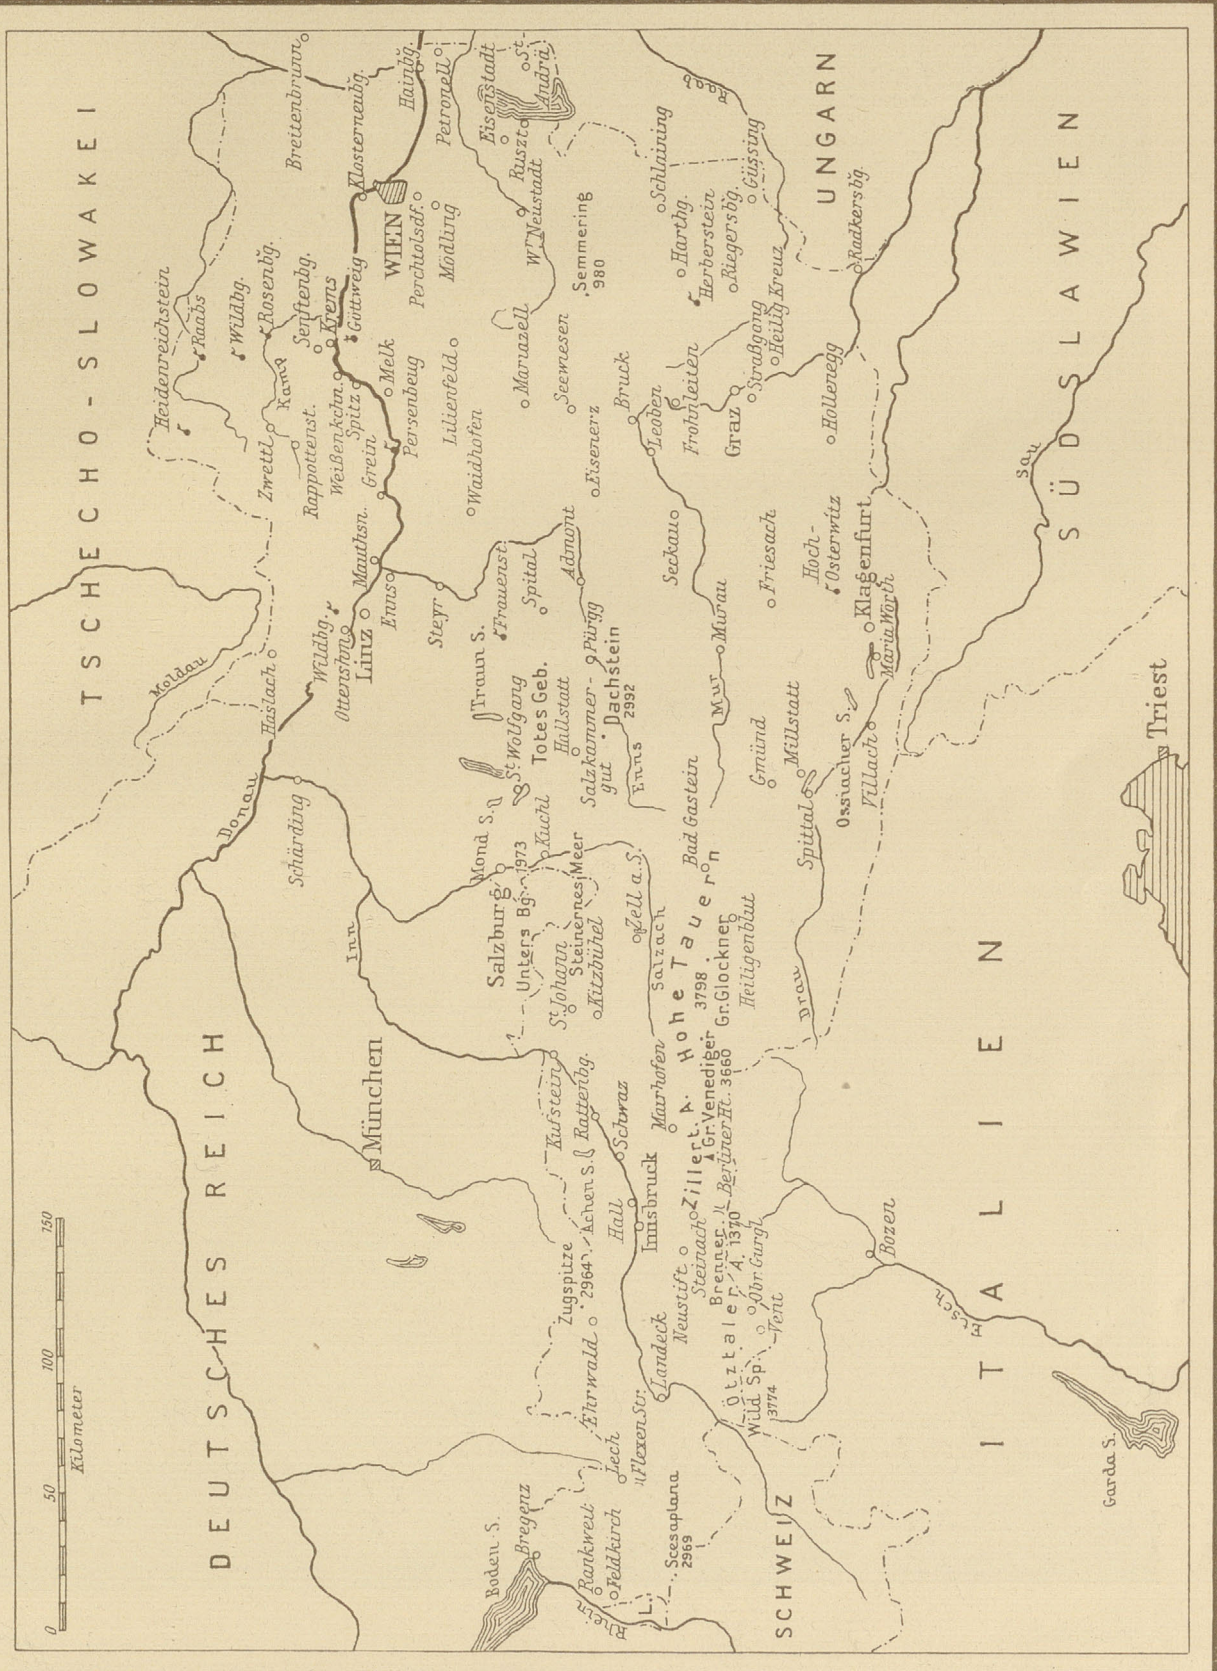 TSCHECHO-SLOWAKEI
DEUTSCHES REICH
SCHWEIZ
ITALIEN
SÜDSLAWIEN
UNGARN
0 50 100 150
Kilometer
Moldau
Heidenreichstein
Raabs
Wildbg.
Rosenbg.
Breitenbrunn
Zwettl
Kamp
Rappottenst.
Senftenbg.
Krems
Weißenkchn.
Spitz
Göttweig
Klosterneubg.
Hainbg.
WIEN
Petronell
Perchtolsdf.
Mödling
Grein
Melk
Persenbeug
Lilienfeld
Waidhofen
Mauthsn.
Enns
Steyr
Linz
Ottenshm.
Wildbg.
Haslach
Donau
Schärding
Inn
München
Eisenstadt
St. Andrä
Ruszt
Wr. Neustadt
Semmering
980
Mariazell
Seewiesen
Eisenerz
Bruck
Leoben
Frohnleiten
Graz
Straßgang
Heilig Kreuz
Hollenegg
Radkersbg.
Riegersbg.
Herberstein
Harthg.
Schlaining
Güssing
Raab
Frauenst.
Spital
Admont
Seckau
Friesach
Hoch-
Osterwitz
Klagenfurt
Maria Wörth
Traun S.
St. Wolfgang
Totes Geb.
Hallstatt
Salzkammer-
gut
Pürgg
Dachstein
2992
Enns
Mur
Murau
Gmünd
Millstatt
Ossiacher S.
Villach
Spittal
Bad Gastein
Mond S.
Kuchl
Salzburg
Unters Bg. 1973
Steinernes Meer
St. Johann
Kitzbühel
Zell a. S.
Salzach
Hohe Tauern
3798
Gr. Glockner
Heiligenblut
Drau
Sau
Triest
Kufstein
Rattenbg.
Schwaz
Mairhofen
Zillert. A.
Gr. Venediger
3660
Berliner Ht.
Achen S.
Hall
Innsbruck
Zugspitze
2964
Ehrwald
Neustift
Steinach
Brenner
1370
Ötztaler A.
Obr Gurgl
Vent
Wild Sp.
3774
Landeck
Flexen Str.
Lech
Boden S.
Bregenz
Rankweil
Feldkirch
Rein
L.
Scesaplana
2969
Bozen
Etsch
Garda S.